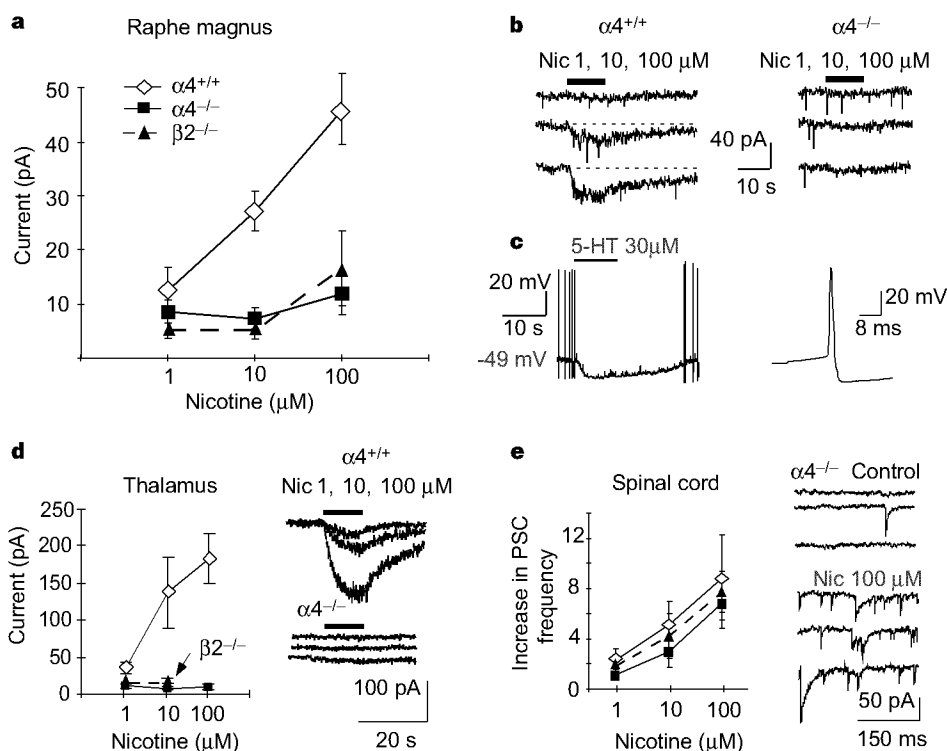 a
Raphe magnus
α4+/+
α4−/−
β2−/−
Current (pA)
50
40
30
20
10
1
10
100
Nicotine (μM)
b
α4+/+
Nic 1, 10, 100 μM
40 pA
10 s
α4−/−
Nic 1, 10, 100 μM
c
5-HT 30μM
20 mV
10 s
-49 mV
20 mV
8 ms
d
Thalamus
Current (pA)
250
200
150
100
50
0
β2−/−
1
10
100
Nicotine (μM)
α4+/+
Nic 1, 10, 100 μM
α4−/−
100 pA
20 s
e
Spinal cord
Increase in PSC
frequency
12
8
4
0
1
10
100
Nicotine (μM)
α4−/− Control
Nic 100 μM
50 pA
150 ms